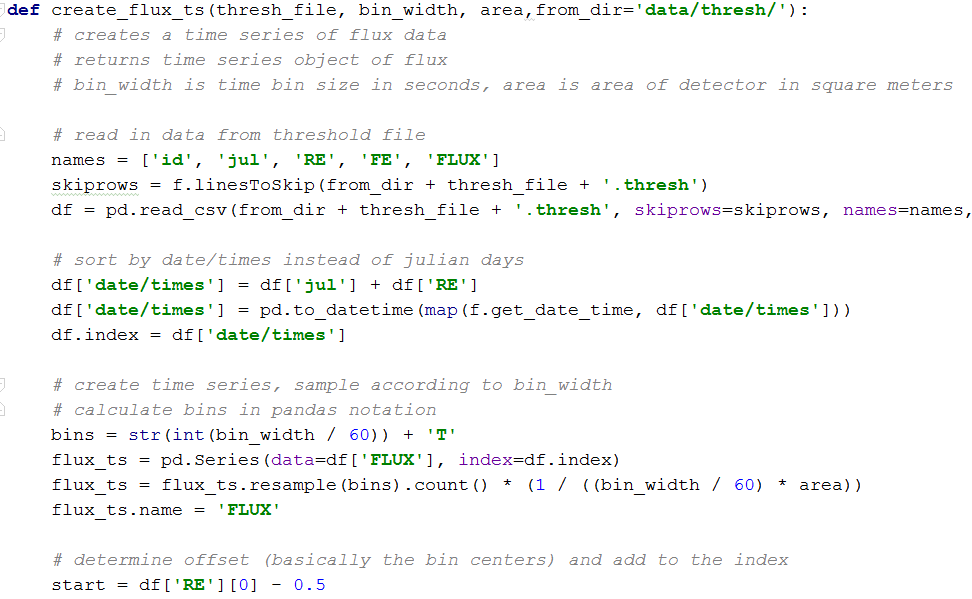 def create_flux_ts(thresh_file, bin_width, area,from_dir='data/thresh/'):
    # creates a time series of flux data
    # returns time series object of flux
    # bin_width is time bin size in seconds, area is area of detector in square meters

    # read in data from threshold file
    names = ['id', 'jul', 'RE', 'FE', 'FLUX']
    skiprows = f.linesToSkip(from_dir + thresh_file + '.thresh')
    df = pd.read_csv(from_dir + thresh_file + '.thresh', skiprows=skiprows, names=names,

    # sort by date/times instead of julian days
    df['date/times'] = df['jul'] + df['RE']
    df['date/times'] = pd.to_datetime(map(f.get_date_time, df['date/times']))
    df.index = df['date/times']

    # create time series, sample according to bin_width
    # calculate bins in pandas notation
    bins = str(int(bin_width / 60)) + 'T'
    flux_ts = pd.Series(data=df['FLUX'], index=df.index)
    flux_ts = flux_ts.resample(bins).count() * (1 / ((bin_width / 60) * area))
    flux_ts.name = 'FLUX'

    # determine offset (basically the bin centers) and add to the index
    start = df['RE'][0] - 0.5